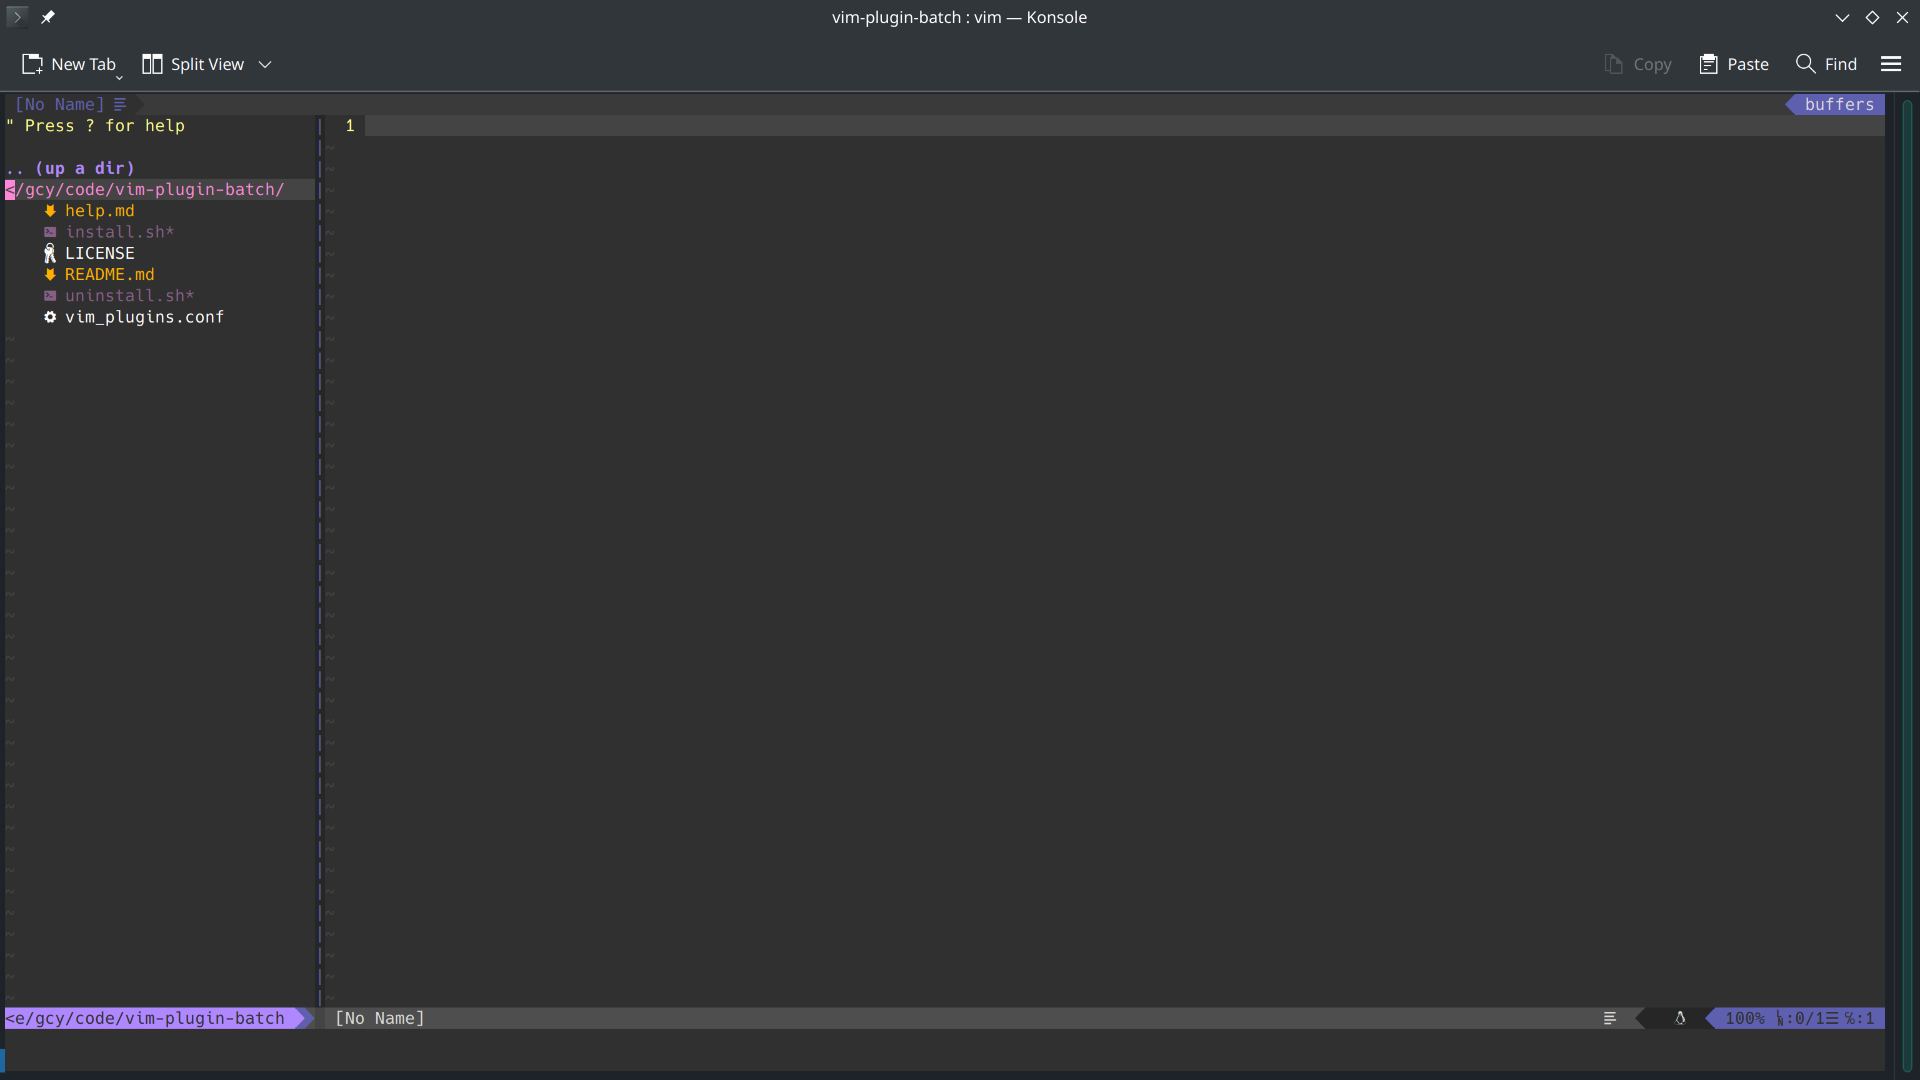 vim-plugin-batch : vim — Konsole
New Tab
Split View
Copy
Paste
Find
[No Name]
buffers
" Press ? for help
.. (up a dir)
</gcy/code/vim-plugin-batch/
help.md
install.sh*
LICENSE
README.md
uninstall.sh*
vim_plugins.conf
1
<e/gcy/code/vim-plugin-batch
[No Name]
100% ㏑:0/1☰ ℅:1